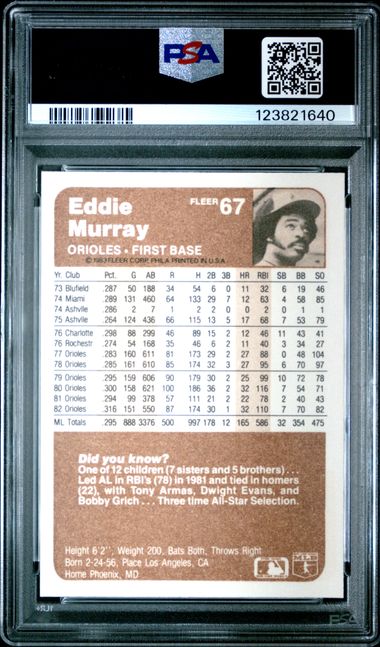 PSA
123821640
Eddie
Murray
FLEER 67
ORIOLES • FIRST BASE
© 1983 FLEER CORP. PHILA. PRINTED IN U.S.A.
Yr. Club Pct. G AB R H 2B 3B HR RBI SB BB SO
73 Blufield .287 50 188 34 54 6 0 11 32 6 19 46
74 Miami .289 131 460 64 133 29 7 12 63 4 58 85
74 Ashvile .286 2 7 1 2 2 0 0 2 0 1 1
75 Ashvile .264 124 436 66 115 13 5 17 68 7 53 79
76 Charlotte .298 88 299 46 89 15 2 12 46 11 43 41
76 Rochestr .274 54 168 35 46 6 2 11 40 3 34 27
77 Orioles .283 160 611 81 173 29 2 27 88 0 48 104
78 Orioles .285 161 610 85 174 32 3 27 95 6 70 97
79 Orioles .295 159 606 90 179 30 2 25 99 10 72 78
80 Orioles .300 158 621 100 186 36 2 32 116 7 54 71
81 Orioles .294 99 378 57 111 21 2 22 78 2 40 43
82 Orioles .316 151 550 87 174 30 1 32 110 7 70 82
ML Totals .295 888 3376 500 997 178 12 165 586 32 354 475
Did you know?
One of 12 children (7 sisters and 5 brothers) . . .
Led AL in RBI's (78) in 1981 and tied in homers
(22), with Tony Armas, Dwight Evans, and
Bobby Grich . . . Three time All-Star Selection.
Height 6'2'', Weight 200, Bats Both, Throws Right
Born 2-24-56, Place Los Angeles, CA
Home Phoenix, MD